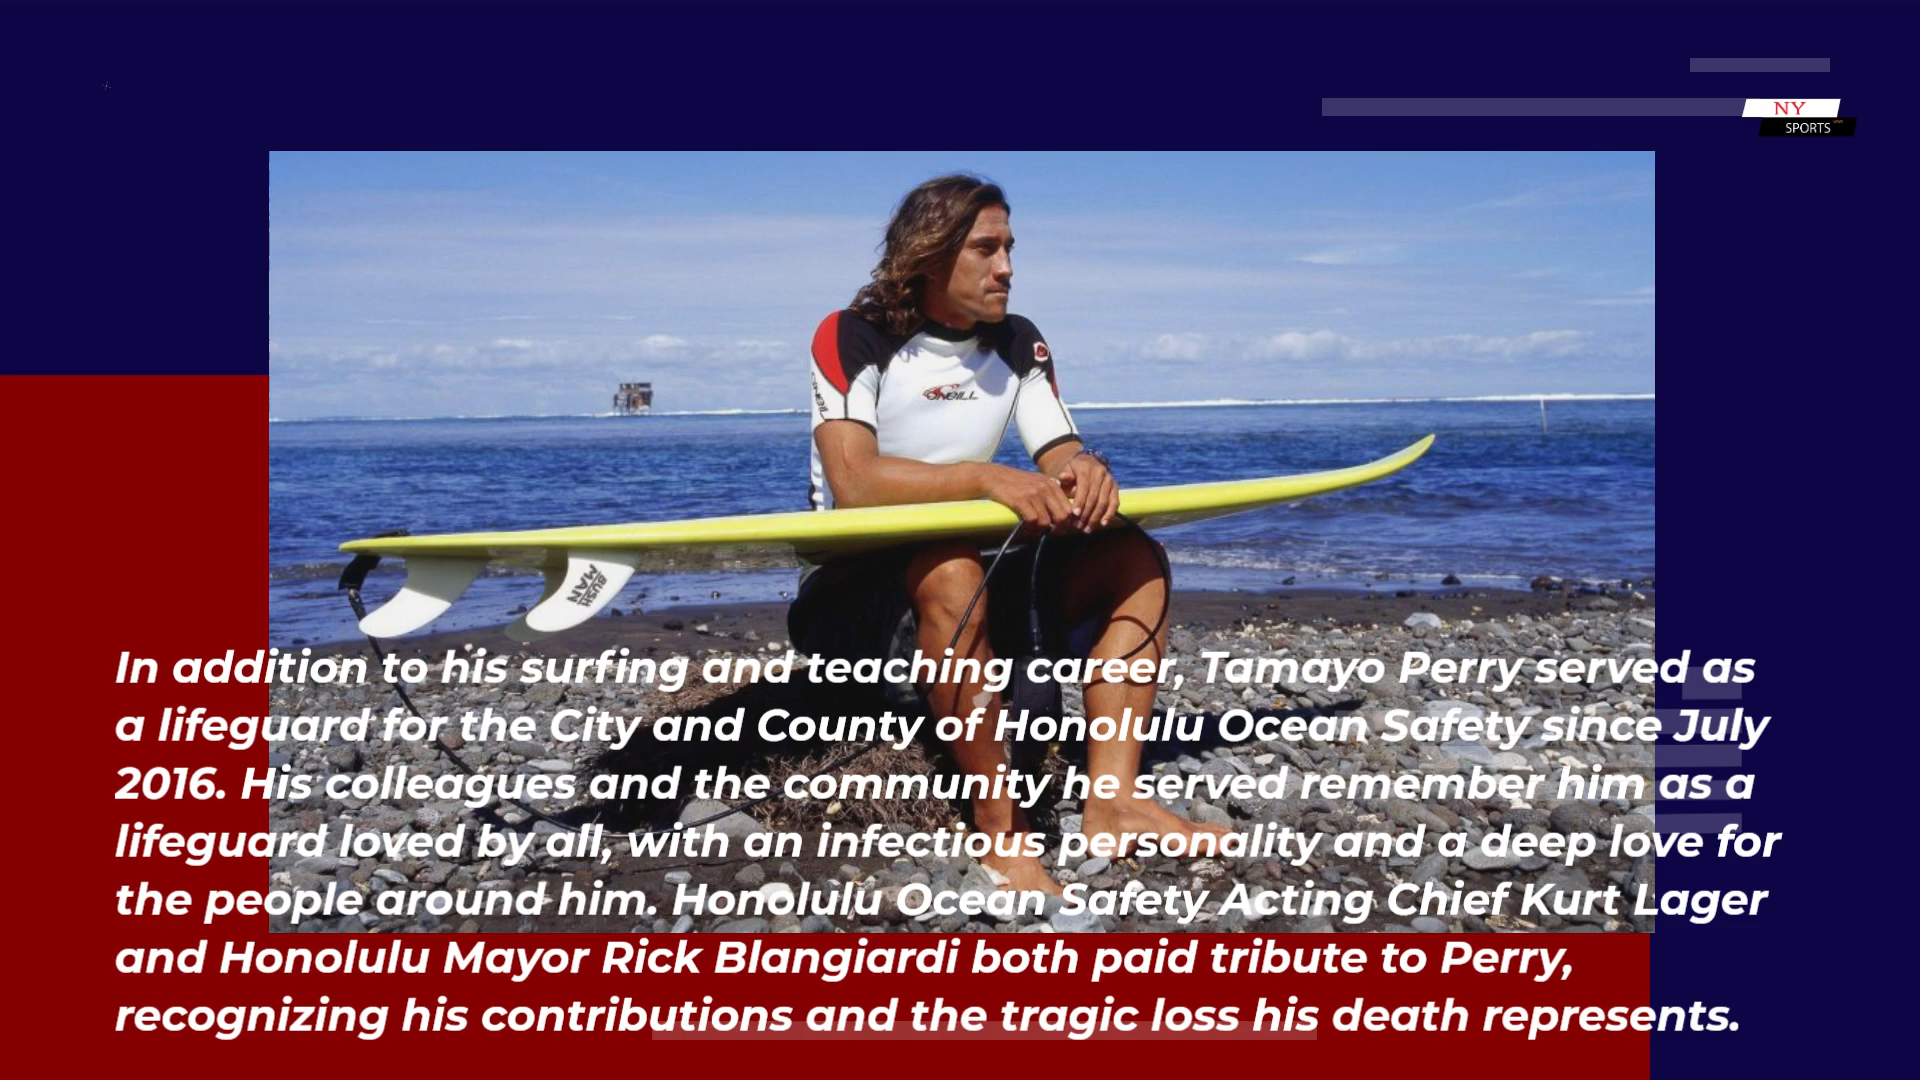 NY
SPORTS
O'NEILL
BUSH
MAN
In addition to his surfing and teaching career, Tamayo Perry served as
a lifeguard for the City and County of Honolulu Ocean Safety since July
2016. His colleagues and the community he served remember him as a
lifeguard loved by all, with an infectious personality and a deep love for
the people around him. Honolulu Ocean Safety Acting Chief Kurt Lager
and Honolulu Mayor Rick Blangiardi both paid tribute to Perry,
recognizing his contributions and the tragic loss his death represents.